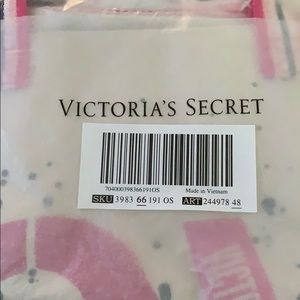 VICTORIA'S SECRET
704000398366191OS Made in Vietnam
SKU 3983 66 191 OS ART 244978 48